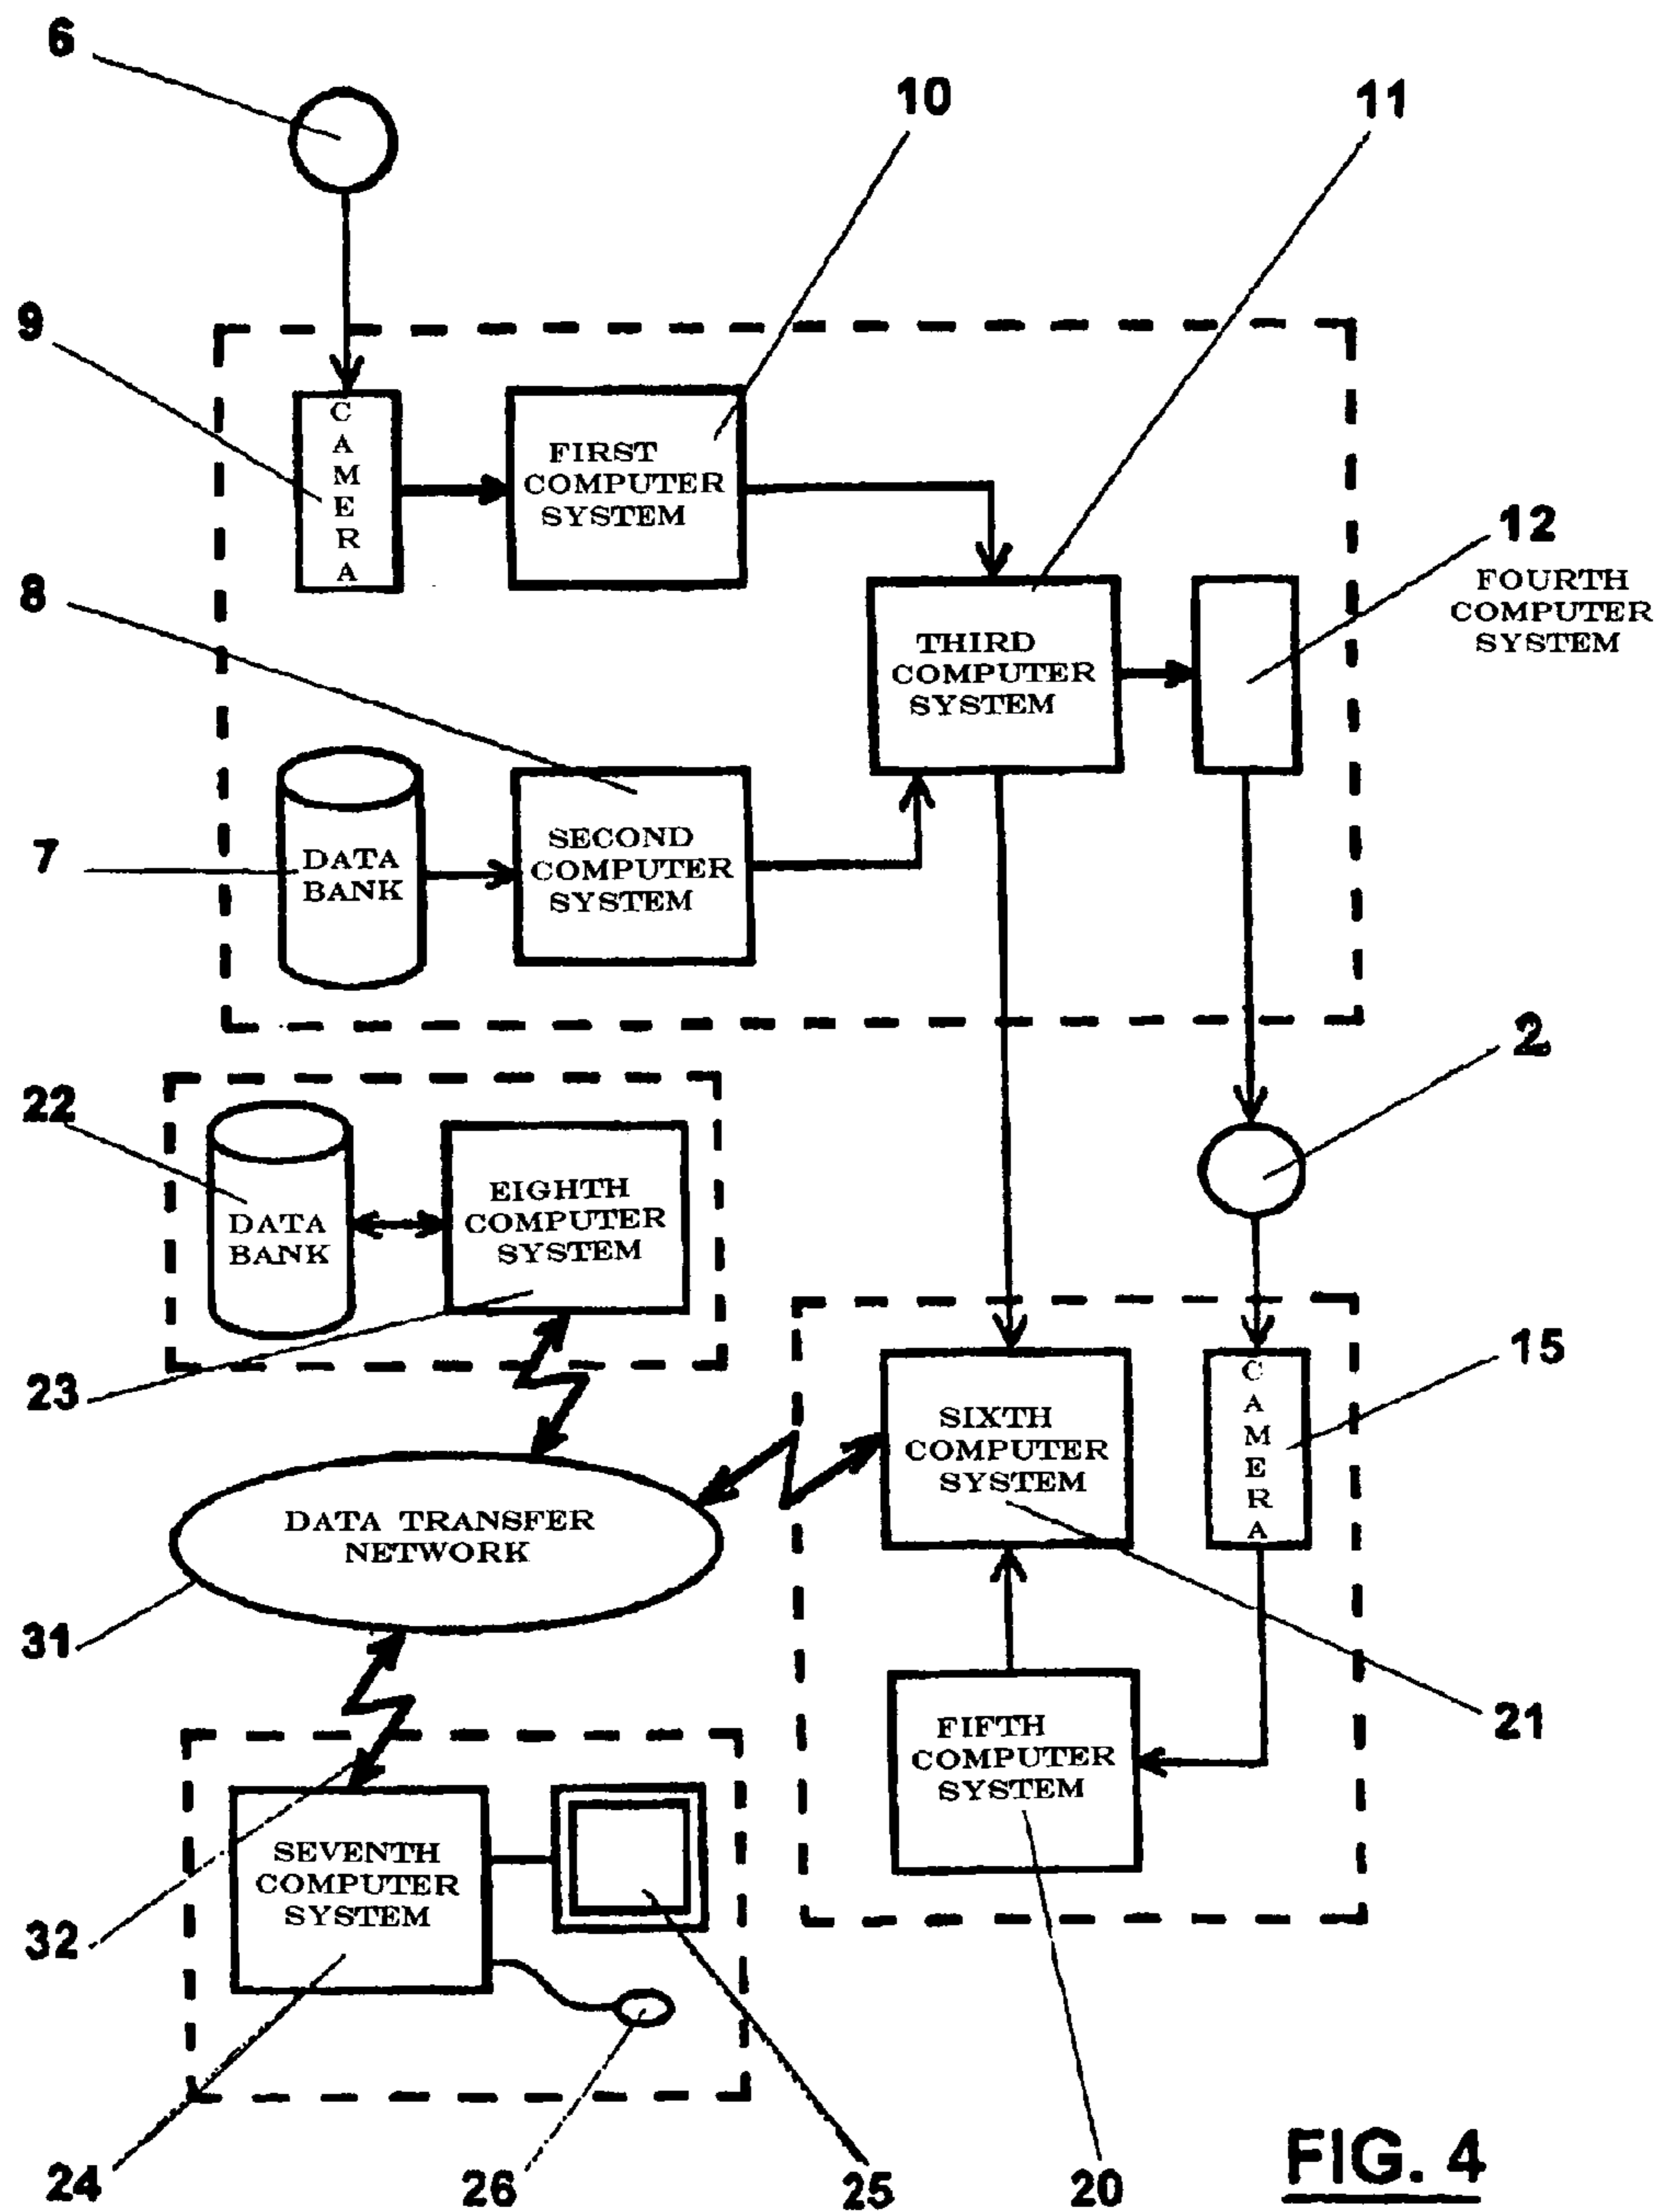 6
10
11
9
C
A
M
E
R
A
FIRST
COMPUTER
SYSTEM
12
FOURTH
COMPUTER
SYSTEM
8
THIRD
COMPUTER
SYSTEM
7
DATA
BANK
SECOND
COMPUTER
SYSTEM
2
22
DATA
BANK
EIGHTH
COMPUTER
SYSTEM
23
15
C
A
M
E
R
A
SIXTH
COMPUTER
SYSTEM
DATA TRANSFER
NETWORK
31
21
FIFTH
COMPUTER
SYSTEM
SEVENTH
COMPUTER
SYSTEM
32
24
26
25
20
FIG. 4